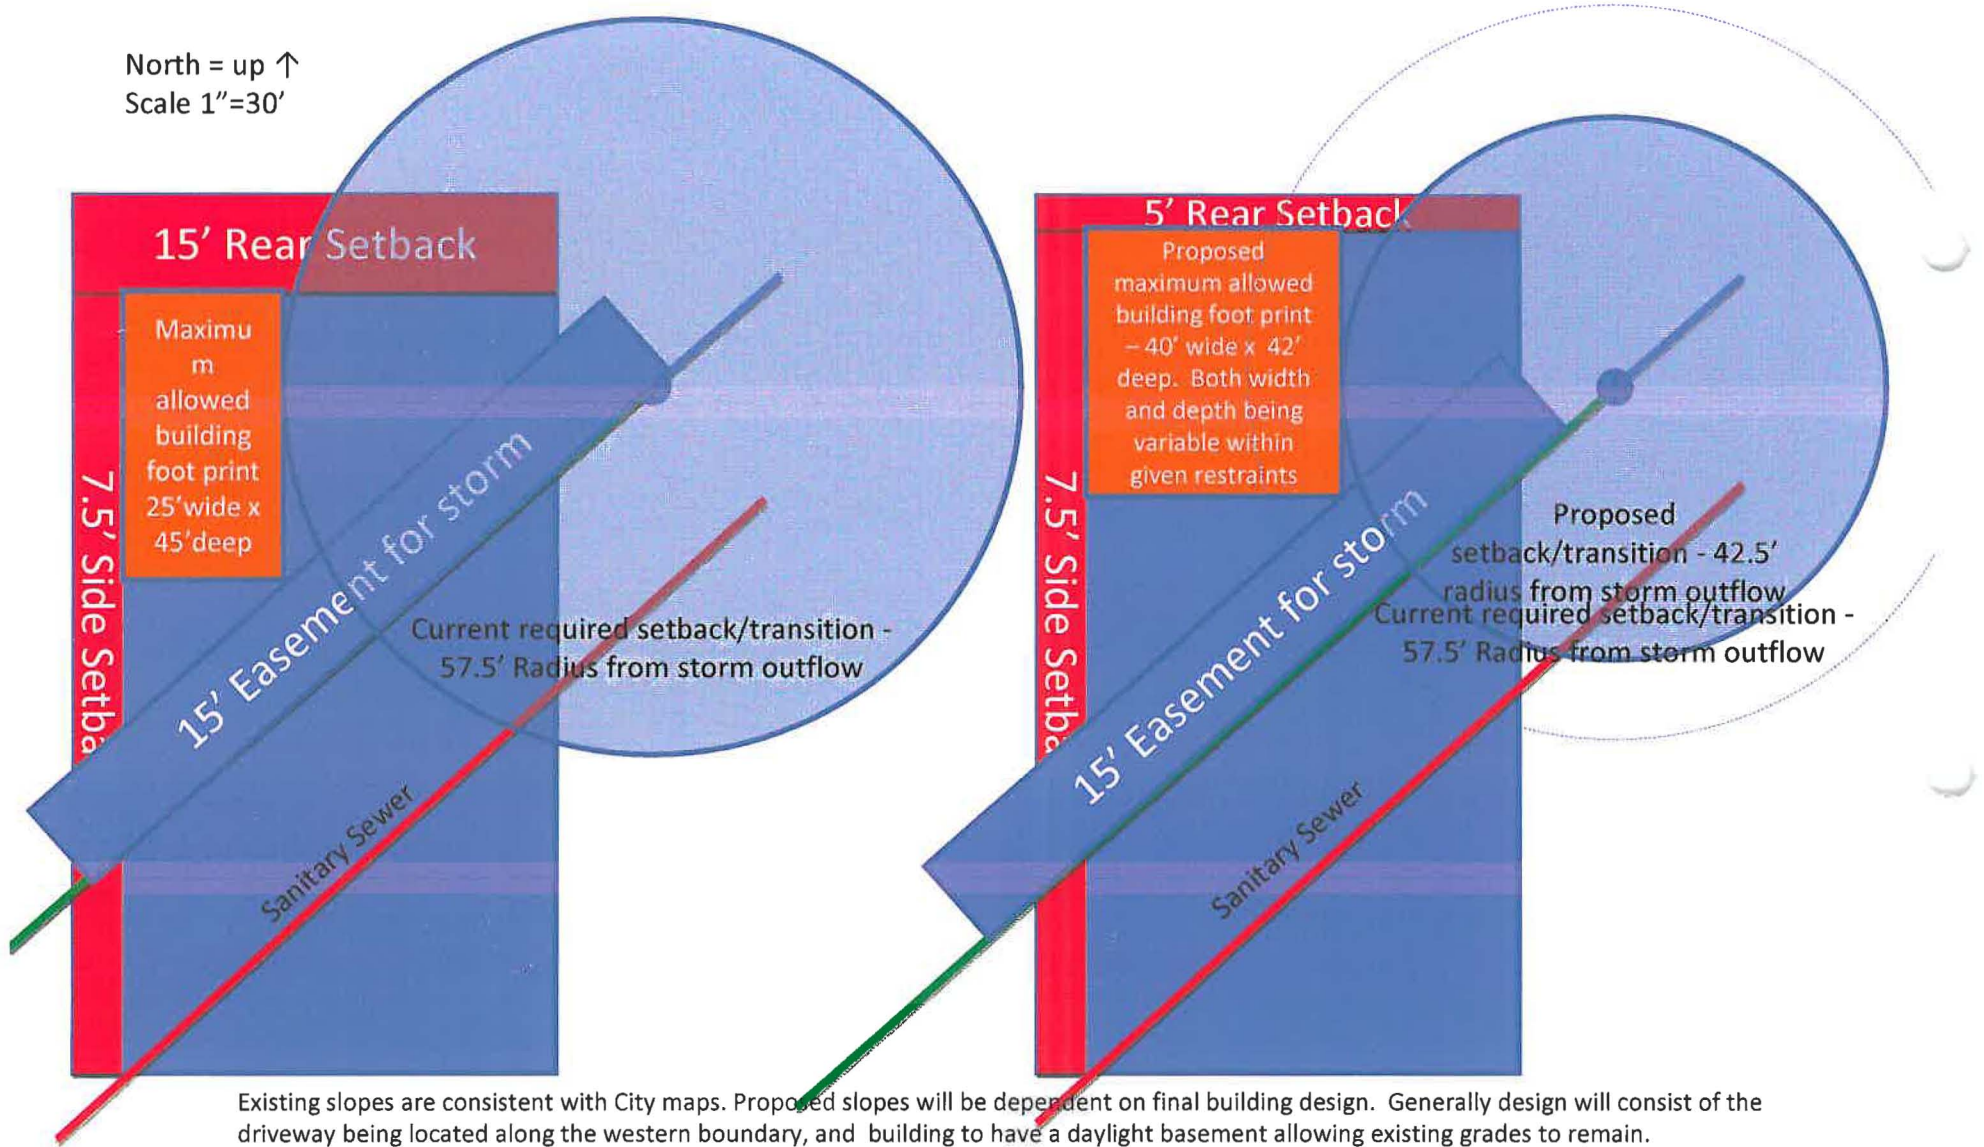 North = up ↑
Scale 1”=30’
15’ Rear Setback
Maximu
m
allowed
building
foot print
25’wide x
45’deep
7.5’ Side Setba
15’ Easement for storm
Current required setback/transition -
57.5’ Radius from storm outflow
Sanitary Sewer
5’ Rear Setback
Proposed
maximum allowed
building foot print
– 40’ wide x 42’
deep. Both width
and depth being
variable within
given restraints
7.5’ Side Setba
15’ Easement for storm
Proposed
setback/transition - 42.5’
radius from storm outflow
Current required setback/transition -
57.5’ Radius from storm outflow
Sanitary Sewer
Existing slopes are consistent with City maps. Proposed slopes will be dependent on final building design. Generally design will consist of the
driveway being located along the western boundary, and building to have a daylight basement allowing existing grades to remain.